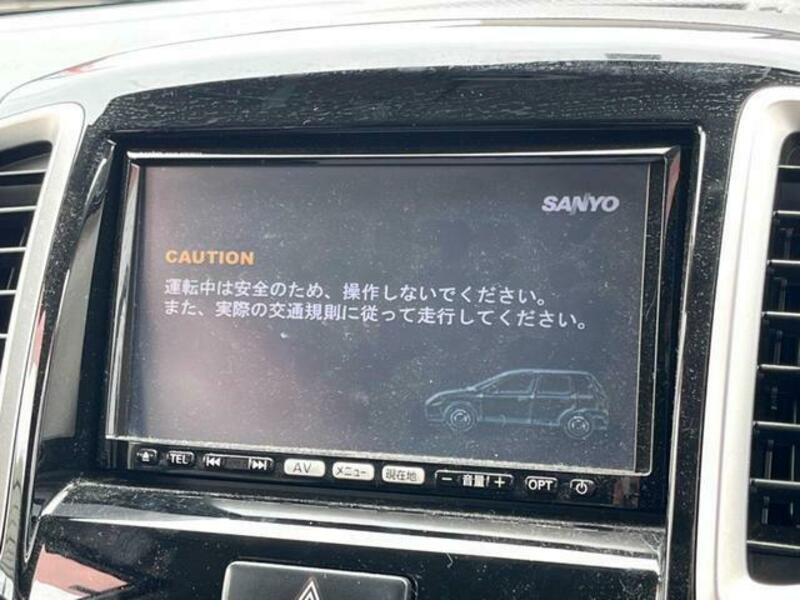 SANYO
CAUTION
運転中は安全のため、操作しないでください。
また、実際の交通規則に従って走行してください。
TEL AV メニュー 現在地 − 音量 + OPT